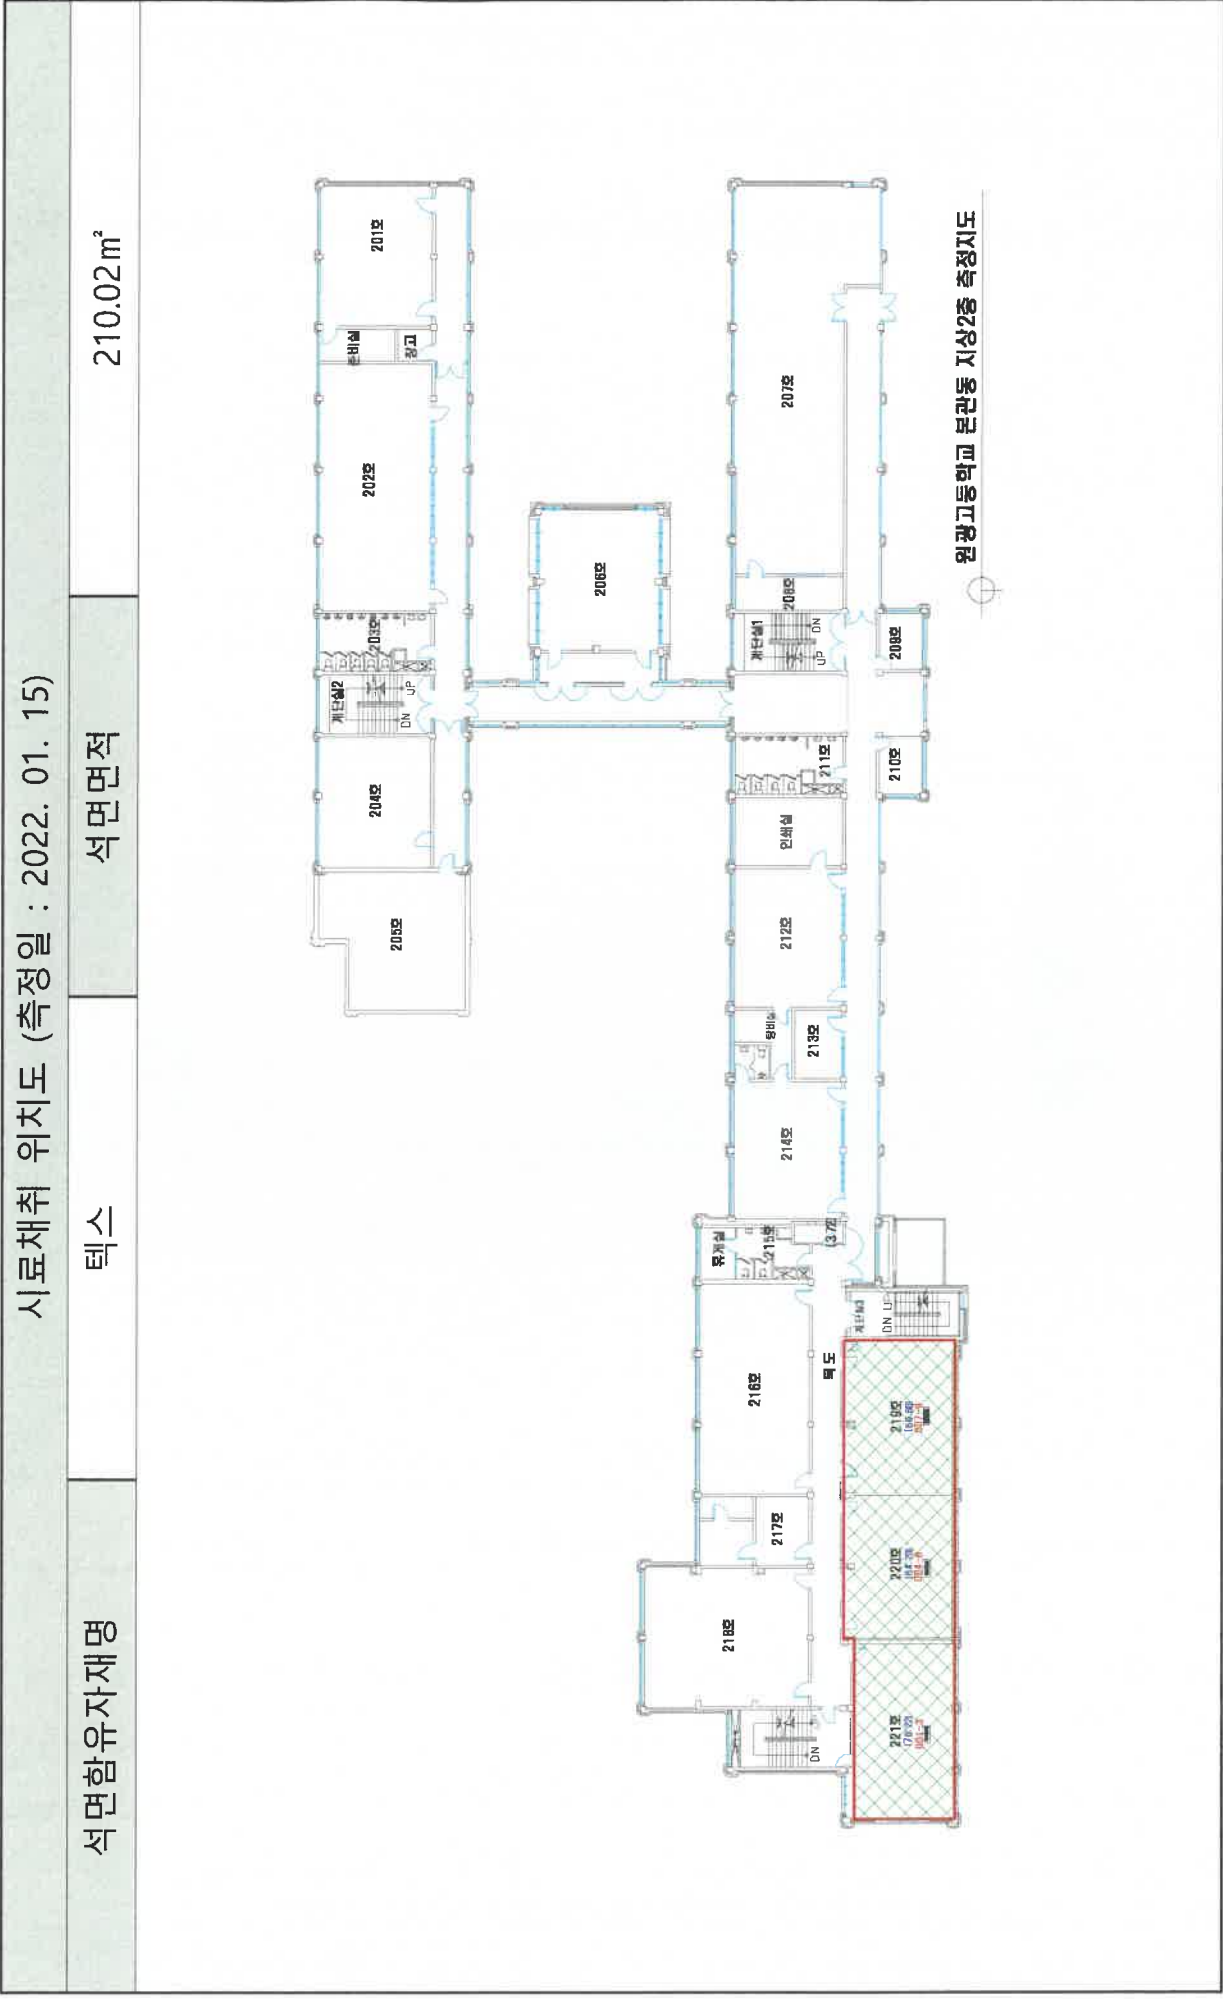 시료채취 위치도 (측정일 : 2022. 01. 15)
석면함유자재명
텍스
석면면적
210.02㎡
201호
준비실
창고
202호
203호
계단실2
UP
DN
204호
205호
206호
207호
208호
계단실1
DN
UP
209호
210호
211호
인쇄실
212호
탕비실
213호
214호
215호
휴게실
216호
217호
218호
DN
복도
계단실3
DN
219호
220호
221호
원광고등학교 본관동 지상2층 측정지도